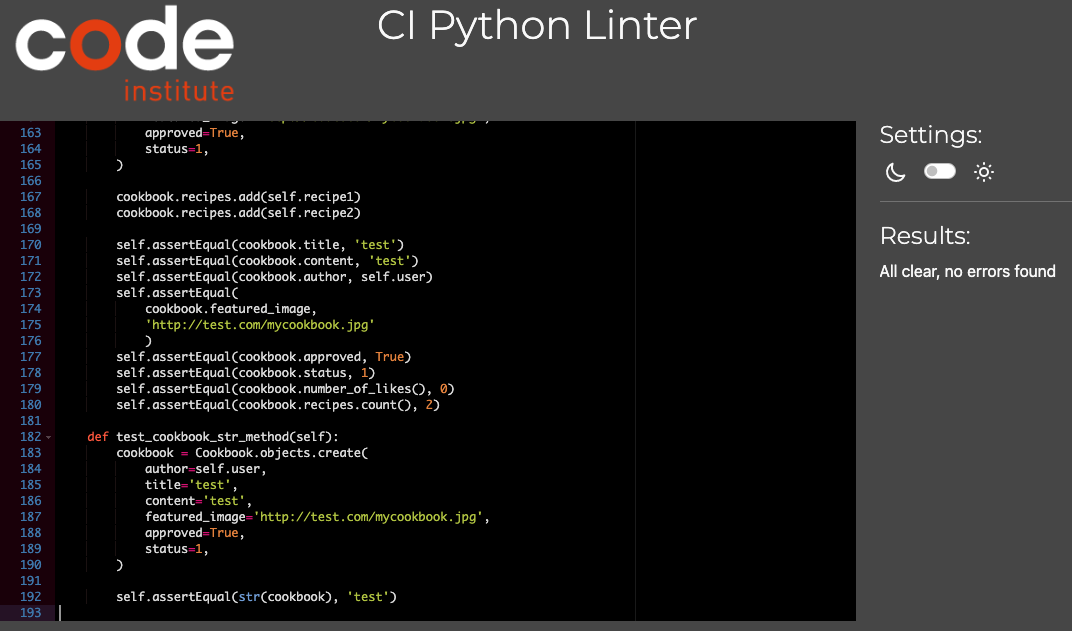 code
institute
CI Python Linter
163 approved=True,
164 status=1,
165 )
166
167 cookbook.recipes.add(self.recipe1)
168 cookbook.recipes.add(self.recipe2)
169
170 self.assertEqual(cookbook.title, 'test')
171 self.assertEqual(cookbook.content, 'test')
172 self.assertEqual(cookbook.author, self.user)
173 self.assertEqual(
174 cookbook.featured_image,
175 'http://test.com/mycookbook.jpg'
176 )
177 self.assertEqual(cookbook.approved, True)
178 self.assertEqual(cookbook.status, 1)
179 self.assertEqual(cookbook.number_of_likes(), 0)
180 self.assertEqual(cookbook.recipes.count(), 2)
181
182 def test_cookbook_str_method(self):
183 cookbook = Cookbook.objects.create(
184 author=self.user,
185 title='test',
186 content='test',
187 featured_image='http://test.com/mycookbook.jpg',
188 approved=True,
189 status=1,
190 )
191
192 self.assertEqual(str(cookbook), 'test')
193
Settings:
Results:
All clear, no errors found